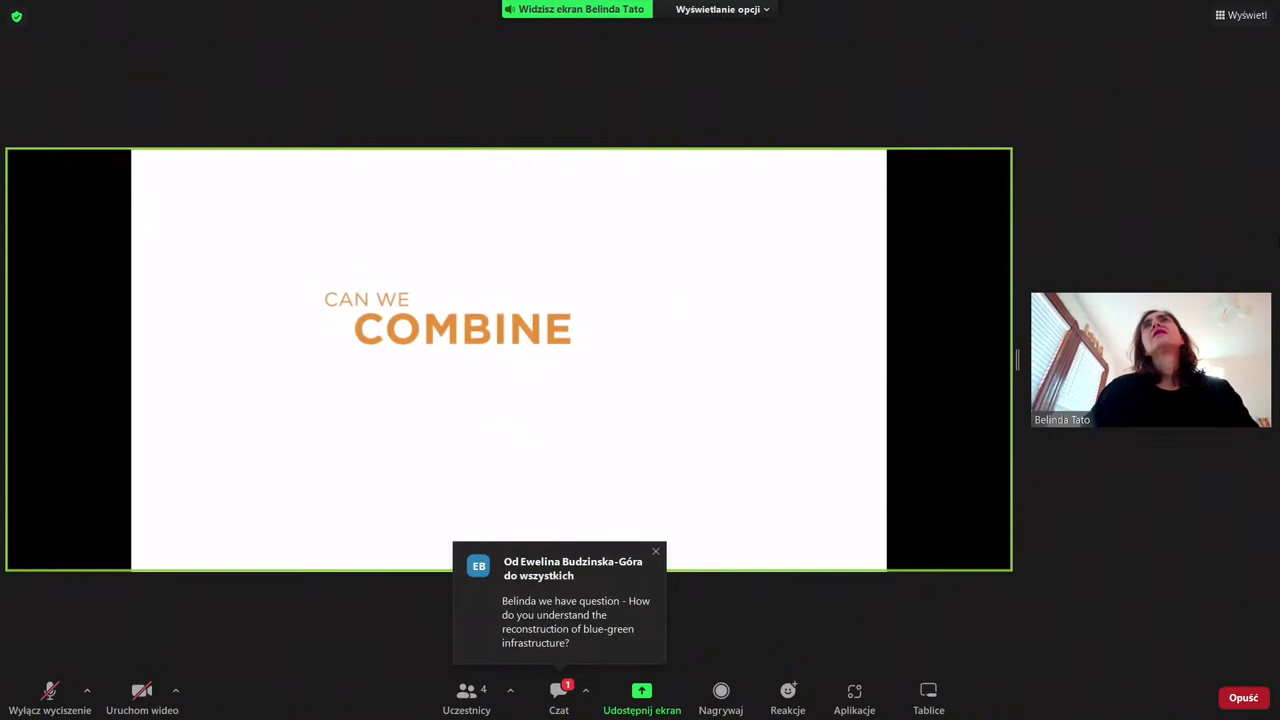 Widzisz ekran Belinda Tato
Wyświetlanie opcji
Wyświetl
CAN WE
COMBINE
Belinda Tato
EB
Od Ewelina Budzinska-Góra
do wszystkich
Belinda we have question - How
do you understand the
reconstruction of blue-green
infrastructure?
4
1
Wyłącz wyciszenie
Uruchom wideo
Uczestnicy
Czat
Udostępnij ekran
Nagrywaj
Reakcje
Aplikacje
Tablice
Opuść